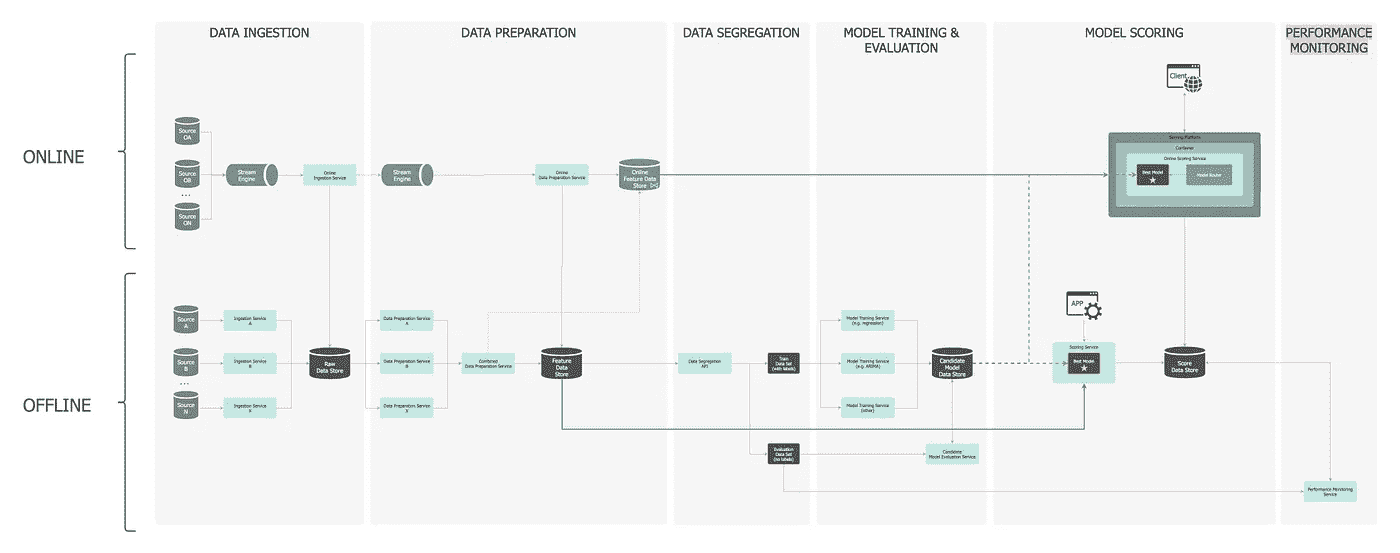 DATA INGESTION
DATA PREPARATION
DATA SEGREGATION
MODEL TRAINING &
EVALUATION
MODEL SCORING
PERFORMANCE
MONITORING
ONLINE
Source
OA
Source
OB
...
Source
ON
Stream
Engine
Online
Ingestion Service
Stream
Engine
Online
Data Preparation Service
Online
Feature Data
Store
Client
Scoring Platform
Container
Online Scoring Service
Best Model
Model Router
OFFLINE
Source
A
Source
B
...
Source
N
Ingestion Service
A
Ingestion Service
B
Ingestion Service
Raw
Data Store
Data Preparation Service
A
Data Preparation Service
B
Data Preparation Service
Combined
Data Preparation Service
Feature
Data
Store
Data Segregation
API
Train
Data Set
(with labels)
Evaluation
Data Set
(no labels)
Model Training Service
(e.g. regression)
Model Training Service
(e.g. ARIMA)
Model Training Service
(other)
Candidate
Model
Data Store
Candidate
Model Evaluation Service
APP
Scoring Service
Best Model
Score
Data Store
Performance Monitoring
Service